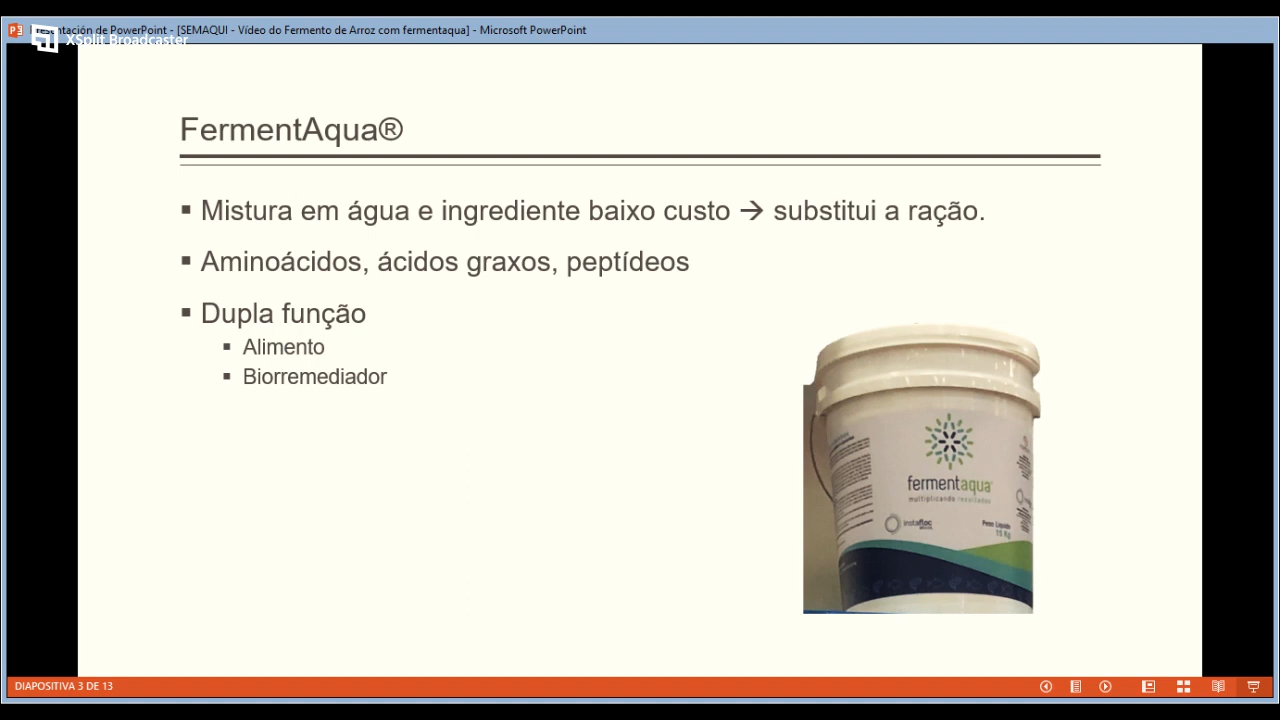 Presentación de PowerPoint - [SEMAQUI - Vídeo do Fermento de Arroz com fermentaqua] - Microsoft PowerPoint
XSplit Broadcaster
FermentAqua®
▪ Mistura em água e ingrediente baixo custo → substitui a ração.
▪ Aminoácidos, ácidos graxos, peptídeos
▪ Dupla função
▪ Alimento
▪ Biorremediador
fermentaqua
multiplicando resultados
instafloc
Peso Líquido
10 Kg
DIAPOSITIVA 3 DE 13